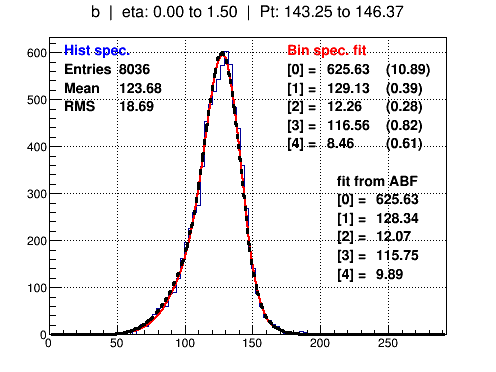 b | eta: 0.00 to 1.50 | Pt: 143.25 to 146.37
Hist spec.
Entries 8036
Mean 123.68
RMS 18.69
Bin spec. fit
[0] = 625.63 (10.89)
[1] = 129.13 (0.39)
[2] = 12.26 (0.28)
[3] = 116.56 (0.82)
[4] = 8.46 (0.61)
fit from ABF
[0] = 625.63
[1] = 128.34
[2] = 12.07
[3] = 115.75
[4] = 9.89
600
500
400
300
200
100
0
0 50 100 150 200 250